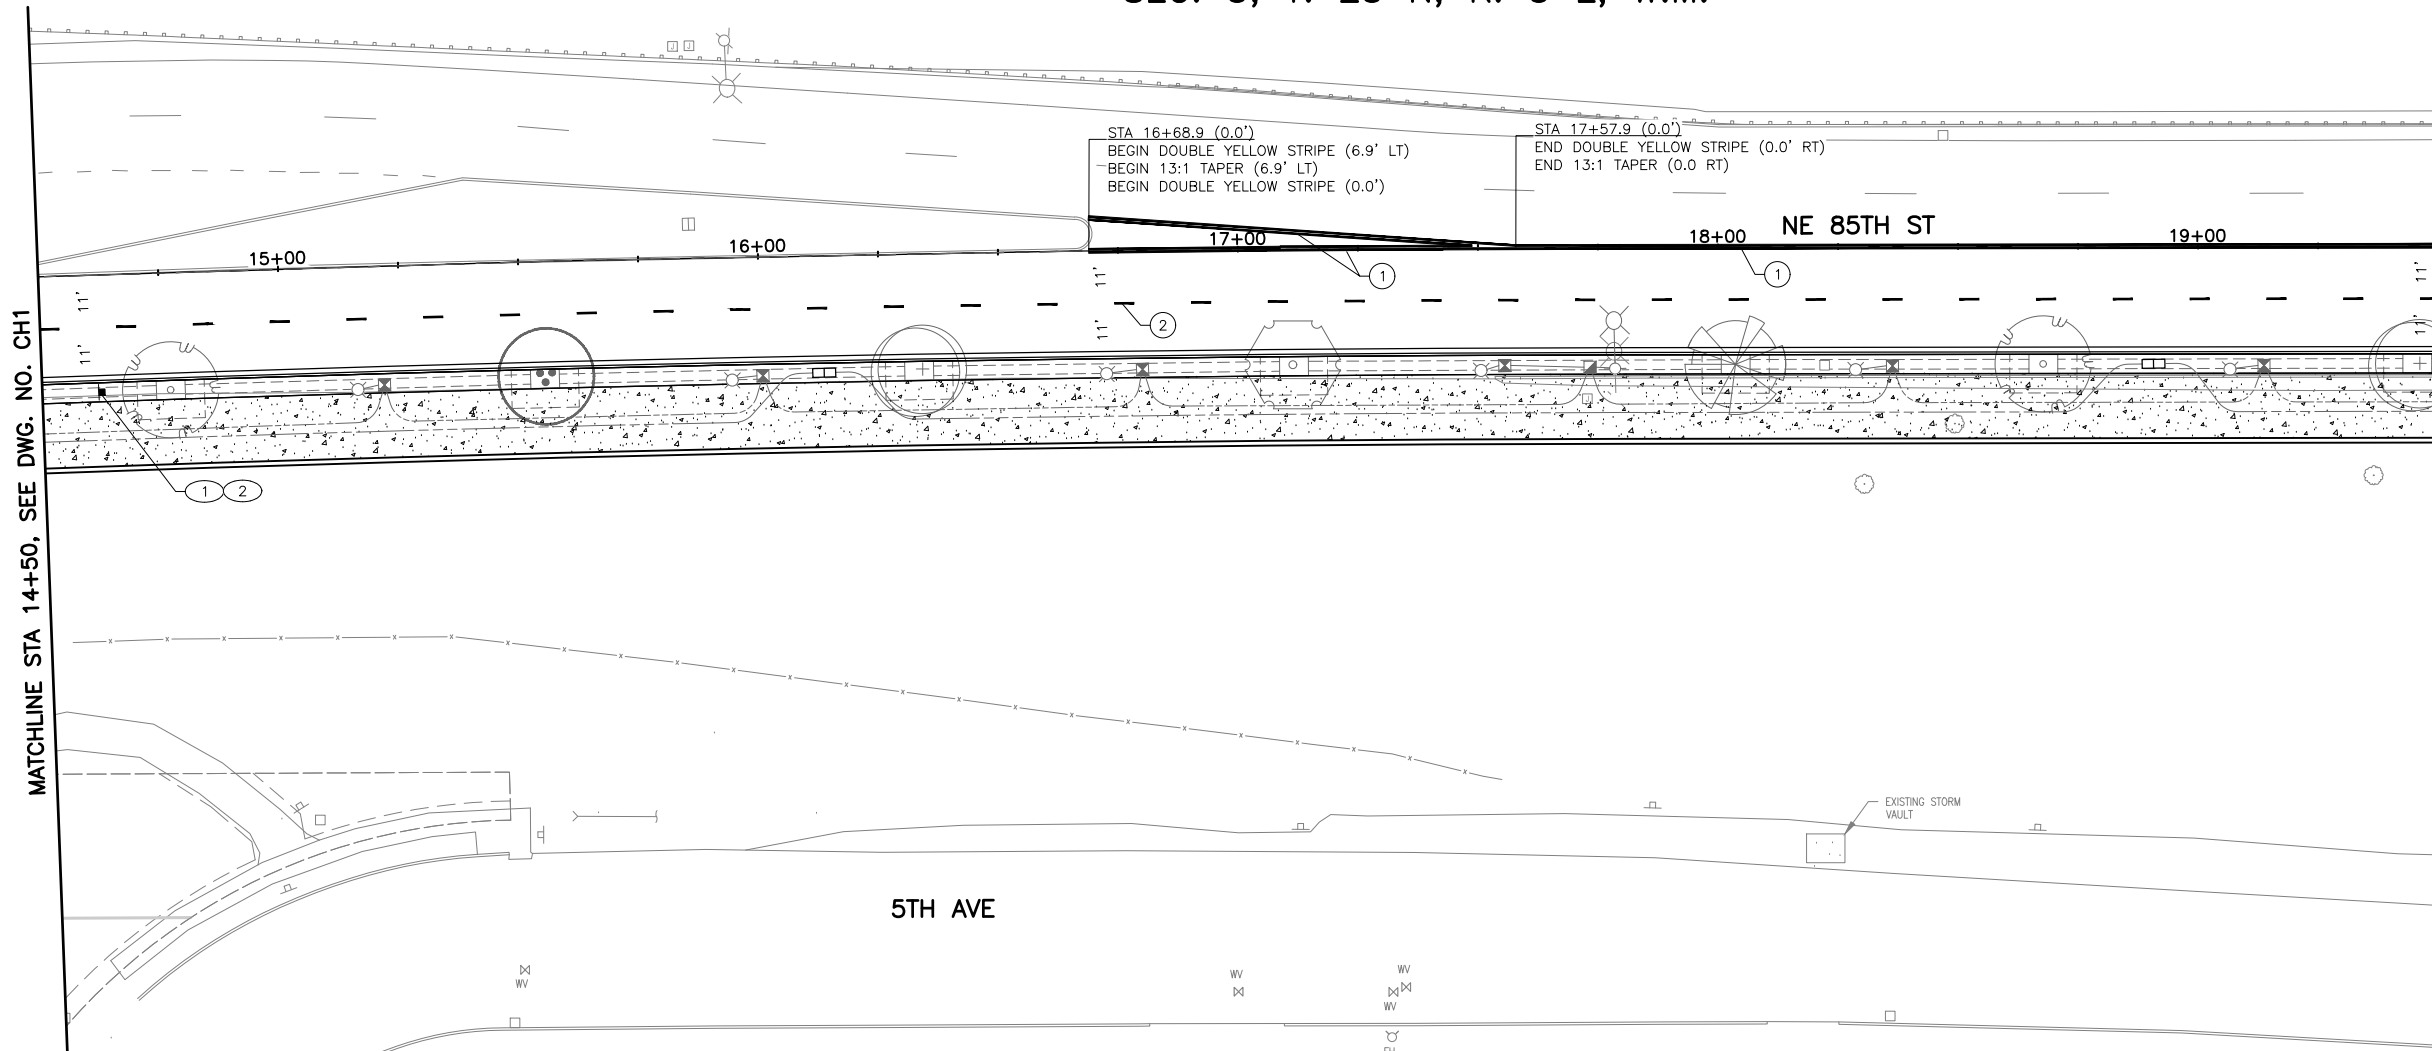 SEC. 5, T. 25 N, R. 5 E, W.M.
J J
STA 16+68.9 (0.0')
BEGIN DOUBLE YELLOW STRIPE (6.9' LT)
BEGIN 13:1 TAPER (6.9' LT)
BEGIN DOUBLE YELLOW STRIPE (0.0')
STA 17+57.9 (0.0')
END DOUBLE YELLOW STRIPE (0.0' RT)
END 13:1 TAPER (0.0 RT)
NE 85TH ST
15+00
16+00
17+00
18+00
19+00
1
1
11'
11'
11'
2
11'
11'
11'
J
1 2
MATCHLINE STA 14+50, SEE DWG. NO. CH1
x x x x x x x x x x x x x x x x x x x x x x x x x
EXISTING STORM
VAULT
5TH AVE
WV
WV
WV
WV